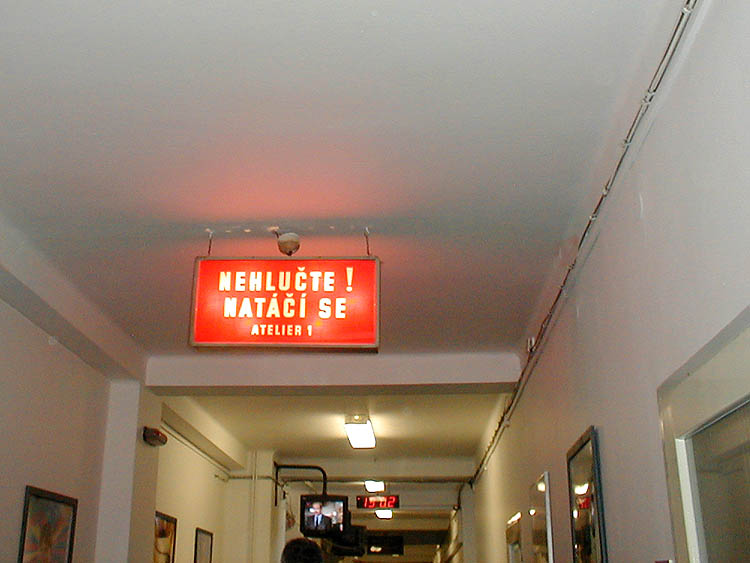 NEHLUČTE!
NATÁČÍ SE
ATELIER 1